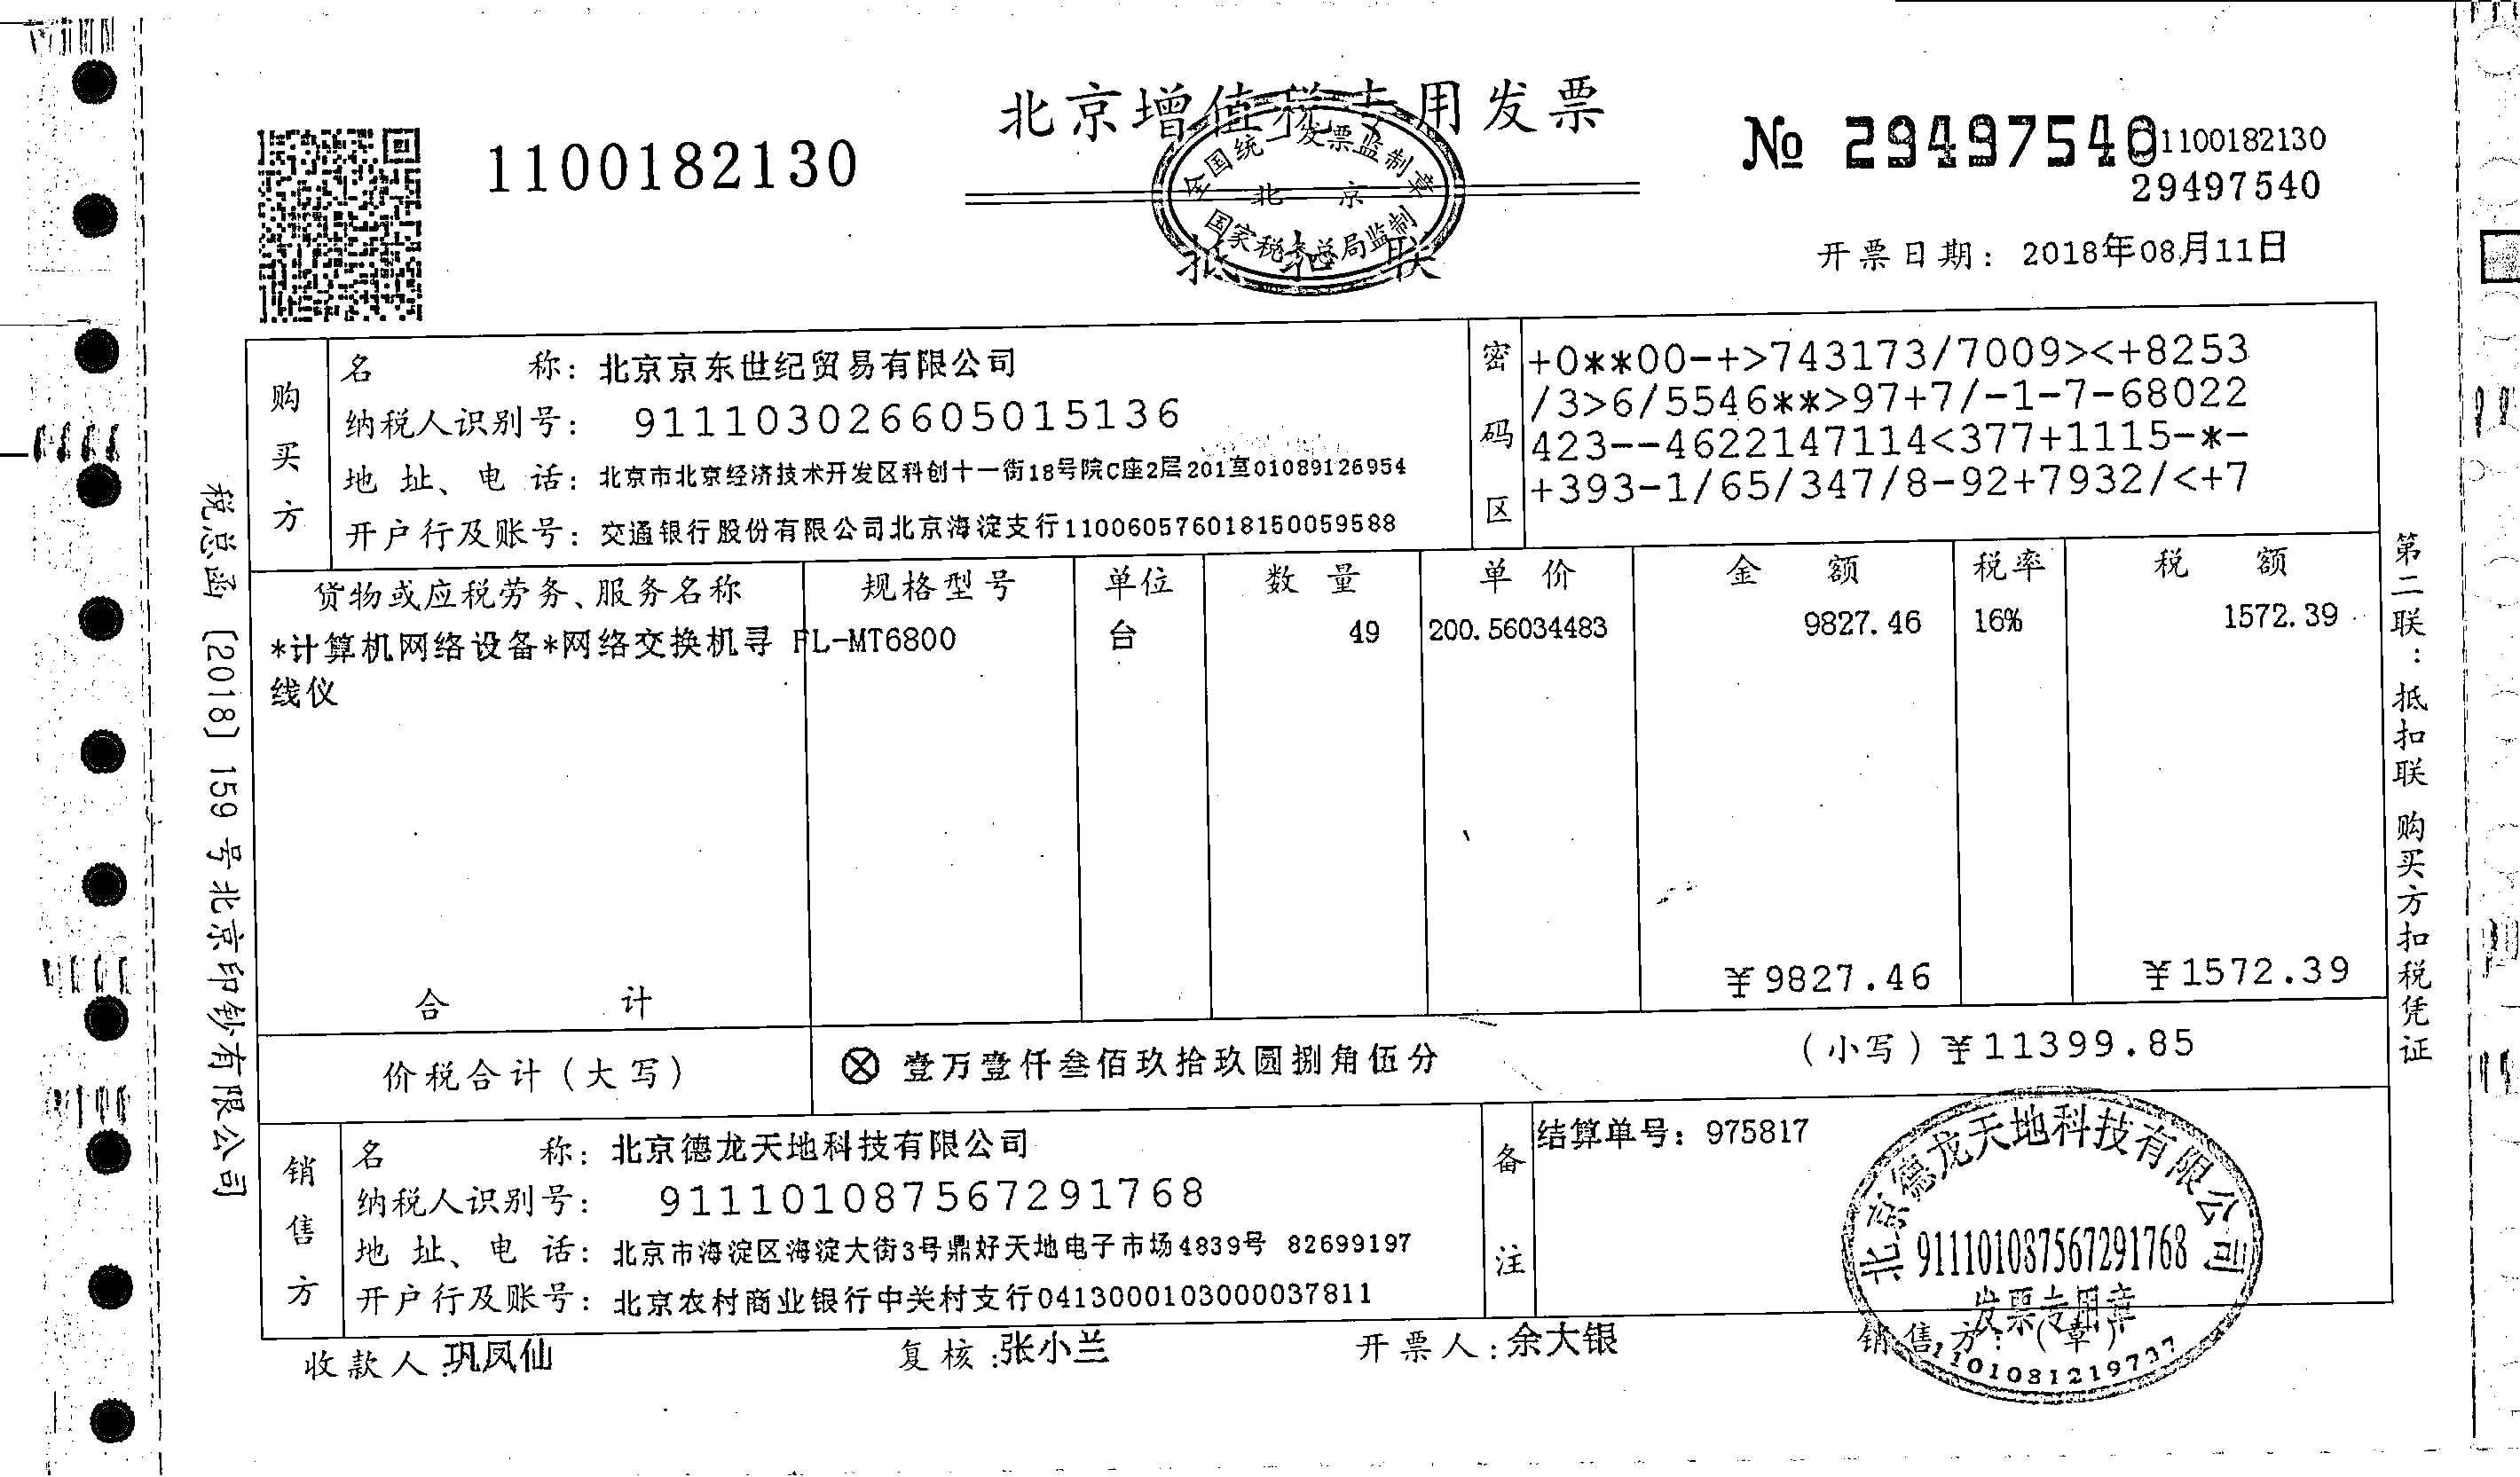 北京增值税专用发票
1100182130
№ 29497540
1100182130
29497540
全国统一发票监制章
北京
国家税务总局监制
抵扣联
开票日期: 2018年08月11日
购买方
名称: 北京京东世纪贸易有限公司
纳税人识别号: 911103026605015136
地址、电话: 北京市北京经济技术开发区科创十一街18号院C座2层201室01089126954
开户行及账号: 交通银行股份有限公司北京海淀支行110060576018150059588
密码区
+0**00-+>743173/7009><+8253
/3>6/5546**>97+7/-1-7-68022
423--4622147114<377+1115-*-
+393-1/65/347/8-92+7932/<+7
货物或应税劳务、服务名称 规格型号 单位 数量 单价 金额 税率 税额
*计算机网络设备*网络交换机寻 FL-MT6800 台 49 200.56034483 9827.46 16% 1572.39
线仪
合计 ¥9827.46 ¥1572.39
价税合计(大写) ⊗ 壹万壹仟叁佰玖拾玖圆捌角伍分 (小写) ¥11399.85
销售方
名称: 北京德龙天地科技有限公司
纳税人识别号: 911101087567291768
地址、电话: 北京市海淀区海淀大街3号鼎好天地电子市场4839号 82699197
开户行及账号: 北京农村商业银行中关村支行0413000103000037811
备注
结算单号: 975817
北京德龙天地科技有限公司
911101087567291768
发票专用章
1101081219737
收款人:巩凤仙 复核:张小兰 开票人:余大银 销售方:(章)
税总函〔2018〕159号北京印钞有限公司
第二联:抵扣联 购买方扣税凭证